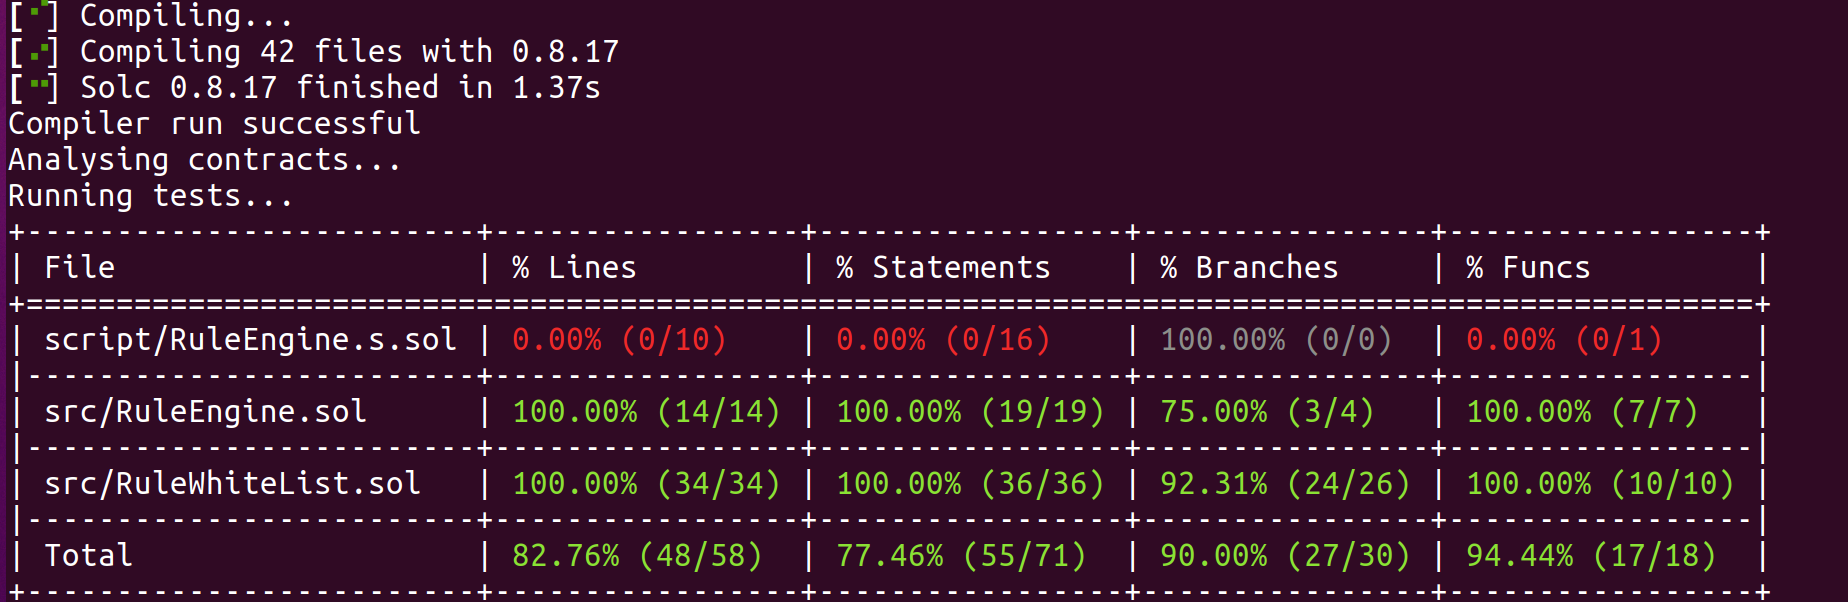 [⠊] Compiling...
[⠔] Compiling 42 files with 0.8.17
[⠒] Solc 0.8.17 finished in 1.37s
Compiler run successful
Analysing contracts...
Running tests...
+-------------------------+-----------------+-----------------+----------------+-----------------+
| File                    | % Lines         | % Statements    | % Branches     | % Funcs         |
+================================================================================================+
| script/RuleEngine.s.sol | 0.00% (0/10)    | 0.00% (0/16)    | 100.00% (0/0)  | 0.00% (0/1)     |
|-------------------------+-----------------+-----------------+----------------+-----------------|
| src/RuleEngine.sol      | 100.00% (14/14) | 100.00% (19/19) | 75.00% (3/4)   | 100.00% (7/7)   |
|-------------------------+-----------------+-----------------+----------------+-----------------|
| src/RuleWhiteList.sol   | 100.00% (34/34) | 100.00% (36/36) | 92.31% (24/26) | 100.00% (10/10) |
|-------------------------+-----------------+-----------------+----------------+-----------------|
| Total                   | 82.76% (48/58)  | 77.46% (55/71)  | 90.00% (27/30) | 94.44% (17/18)  |
+-------------------------+-----------------+-----------------+----------------+-----------------+